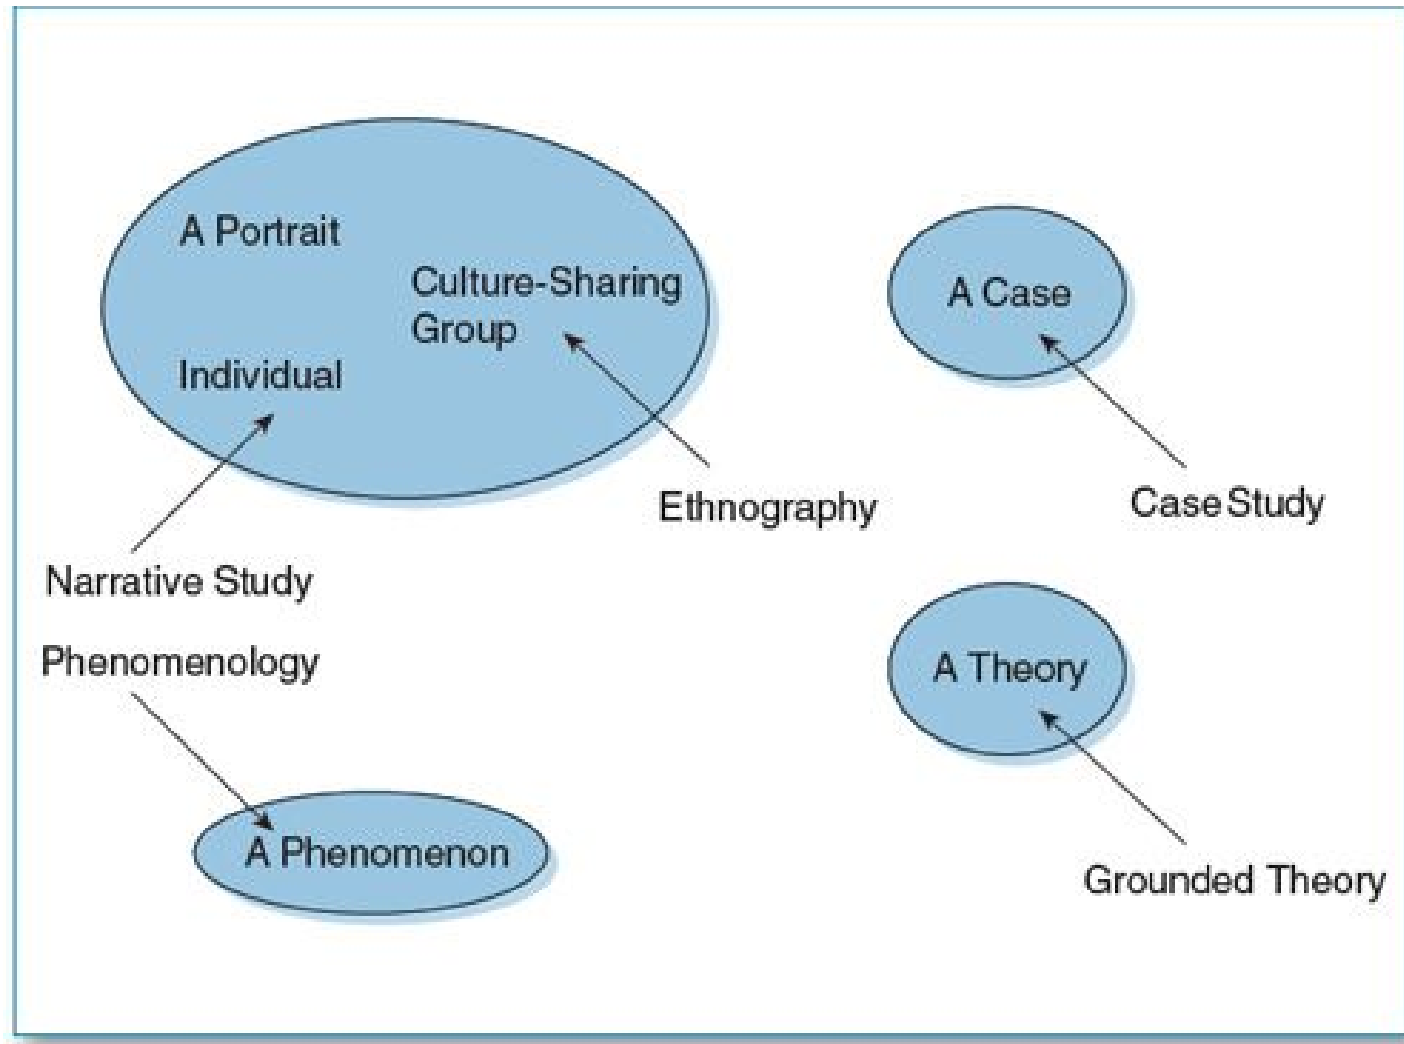 A Portrait
Culture-Sharing
Group
Individual
A Case
Ethnography
Case Study
Narrative Study
Phenomenology
A Theory
A Phenomenon
Grounded Theory